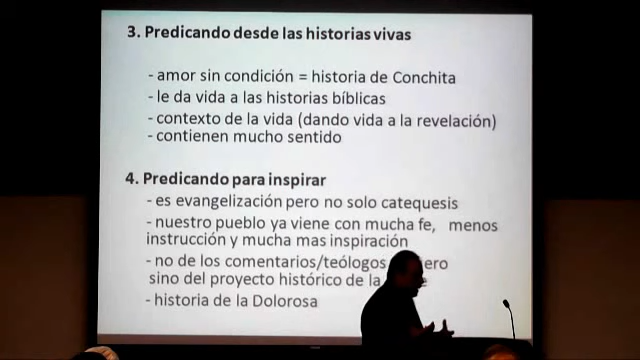 3. Predicando desde las historias vivas
- amor sin condición = historia de Conchita
- le da vida a las historias bíblicas
- contexto de la vida (dando vida a la revelación)
- contienen mucho sentido
4. Predicando para inspirar
- es evangelización pero no solo catequesis
- nuestro pueblo ya viene con mucha fe, menos
instrucción y mucha mas inspiración
- no de los comentarios/teólogos
sino del proyecto histórico de la
- historia de la Dolorosa